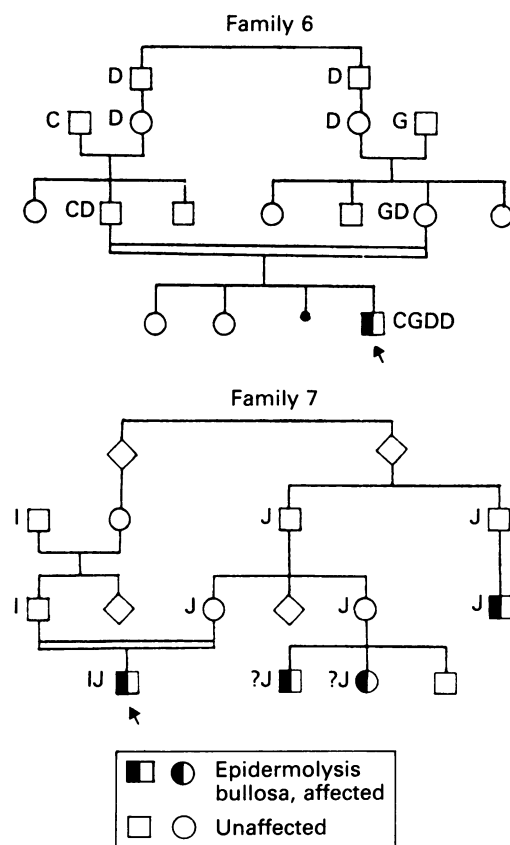 Family 6
D D
C D D G
CD GD
CGDD
Family 7
I J J
I J J J
IJ ?J ?J
Epidermolysis
bullosa, affected
Unaffected